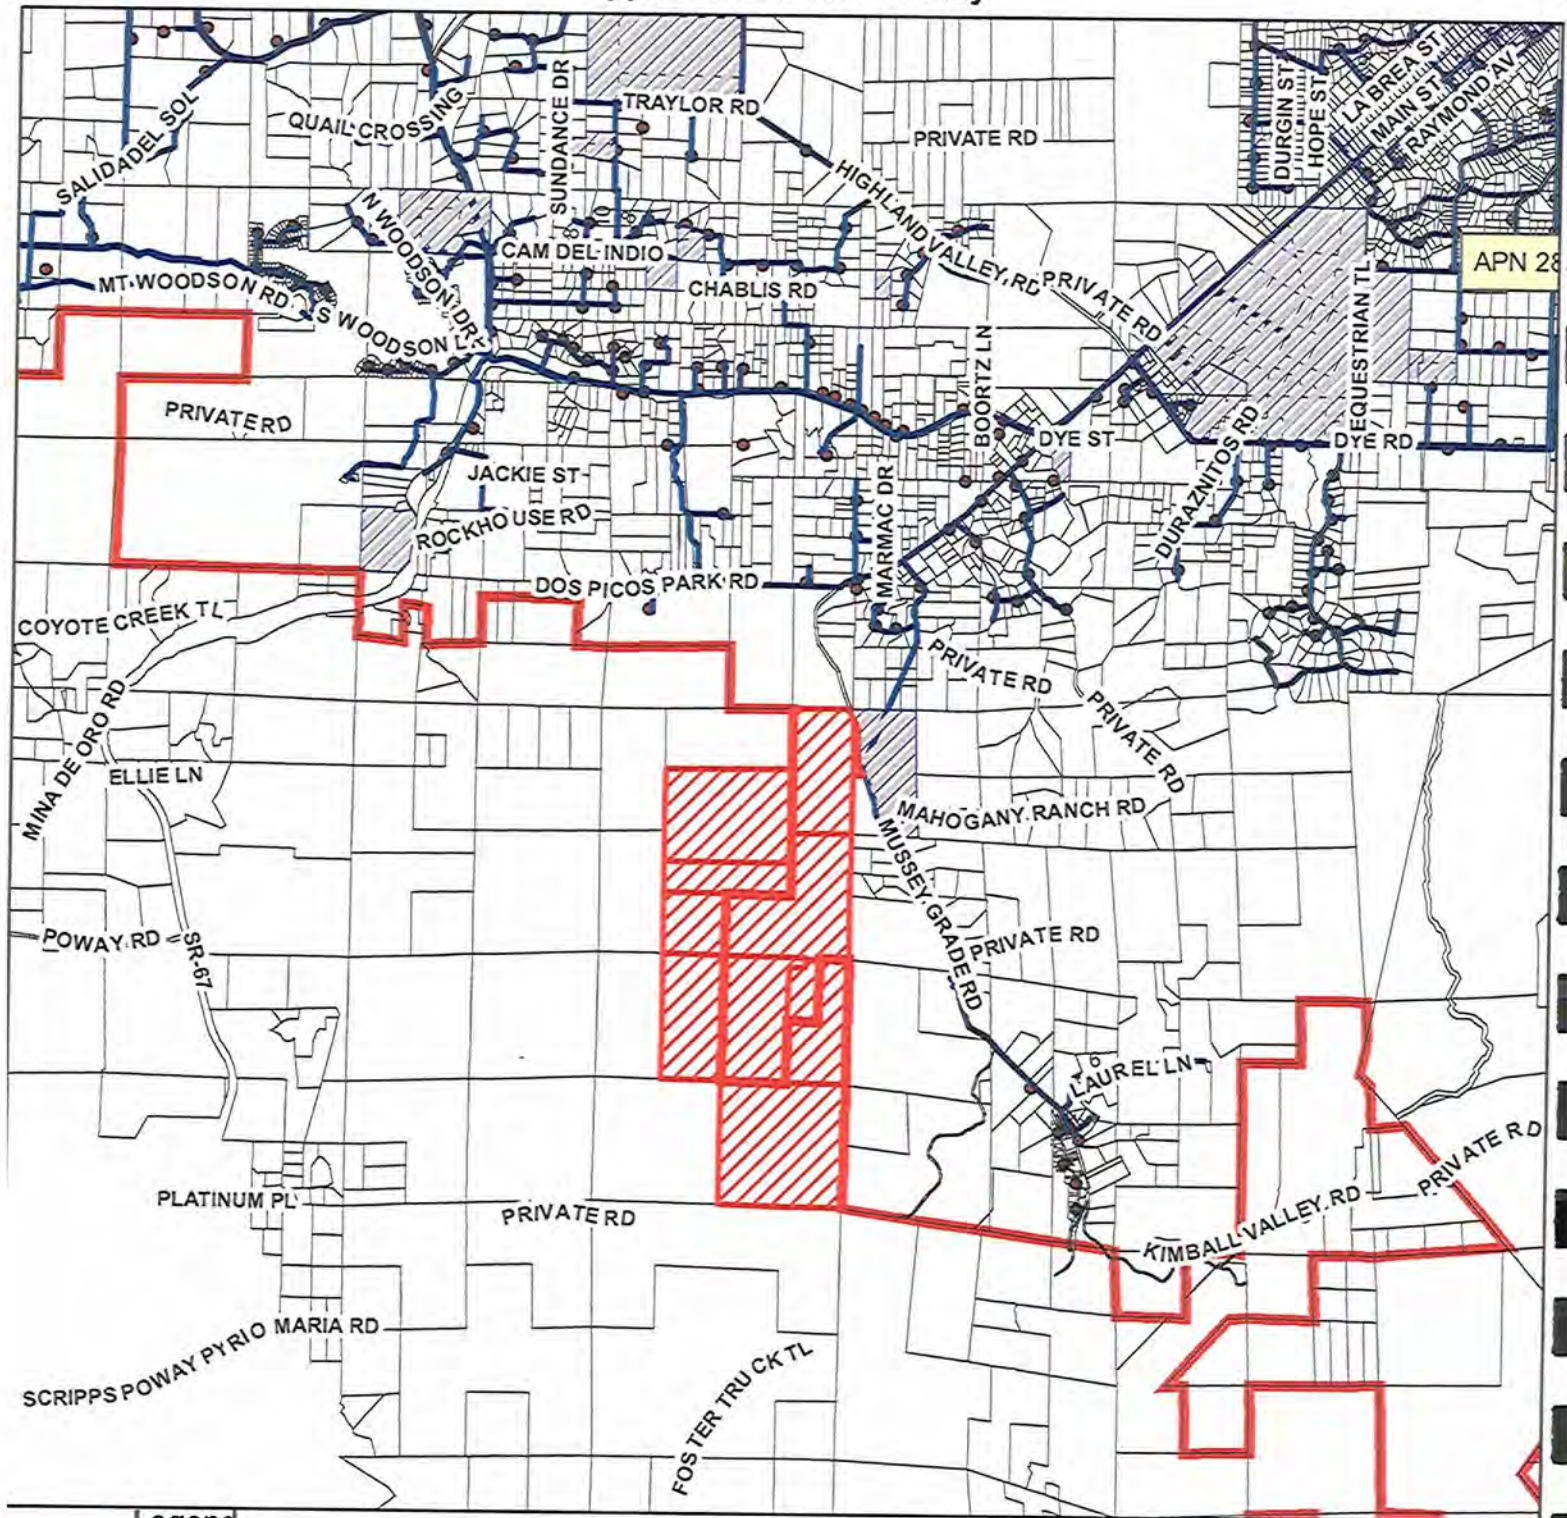 TRAYLOR RD
QUAIL CROSSING
SUNDANCE DR
SALIDADEL SOL
PRIVATE RD
DURGIN ST
HOPE ST
LA BREA ST
MAIN ST
RAYMOND AV
HIGHLAND VALLEY RD
N WOODSON DR
CAM DEL INDIO
MT WOODSON RD
S WOODSON
CHABLIS RD
PRIVATE RD
APN 28
EQUESTRIAN TL
BOORTZ LN
PRIVATE RD
DYE ST
DYE RD
JACKIE ST
MARMAC DR
DURAZNITOS RD
ROCKHOUSE RD
DOS PICOS PARK RD
COYOTE CREEK TL
PRIVATE RD
PRIVATE RD
MINA DE ORO RD
ELLIE LN
MAHOGANY RANCH RD
MUSSEY GRADE RD
POWAY RD
SR-67
PRIVATE RD
LAUREL LN
PLATINUM PL
PRIVATE RD
KIMBALL VALLEY RD
PRIVATE RD
MARIA RD
SCRIPPS POWAY PY
RIO
FOSTER TRUCK TL